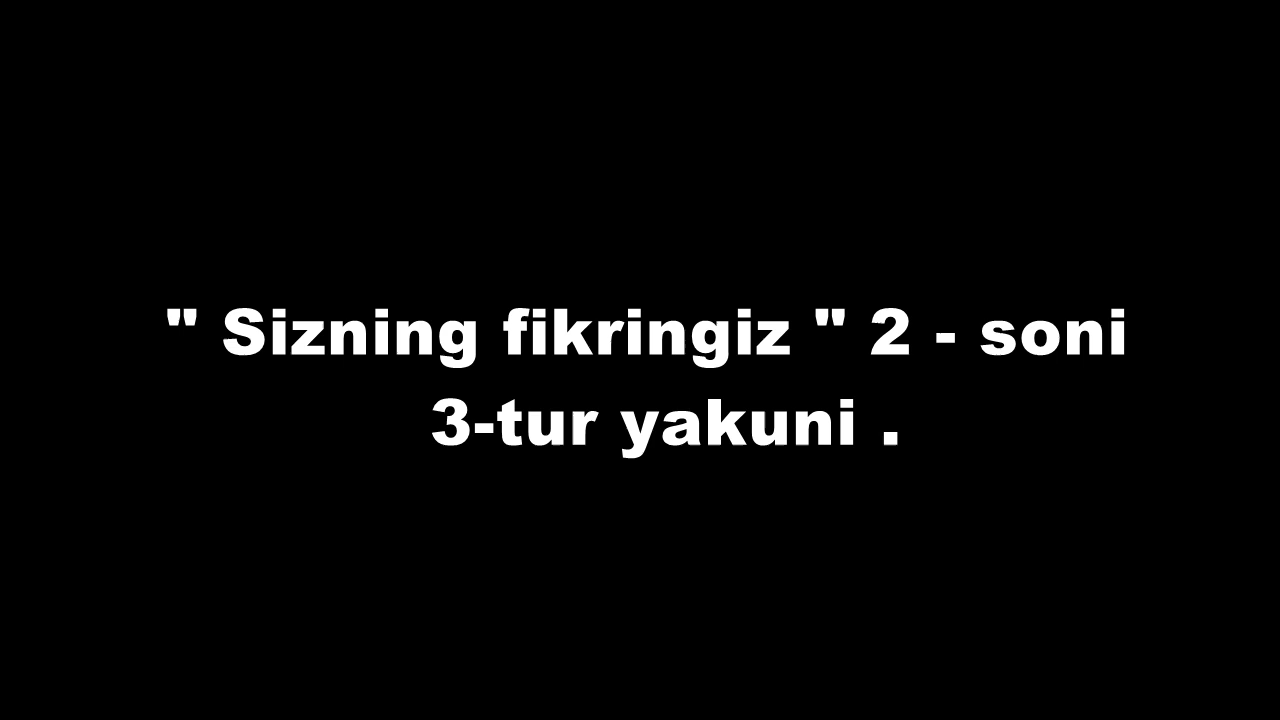 " Sizning fikringiz " 2 - soni
3-tur yakuni .